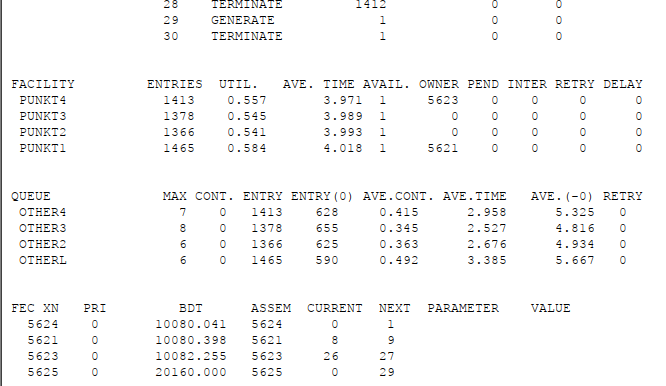 28 TERMINATE 1412 0 0
29 GENERATE 1 0 0
30 TERMINATE 1 0 0
FACILITY ENTRIES UTIL. AVE. TIME AVAIL. OWNER PEND INTER RETRY DELAY
PUNKT4 1413 0.557 3.971 1 5623 0 0 0 0
PUNKT3 1378 0.545 3.989 1 0 0 0 0 0
PUNKT2 1366 0.541 3.993 1 0 0 0 0 0
PUNKT1 1465 0.584 4.018 1 5621 0 0 0 0
QUEUE MAX CONT. ENTRY ENTRY(0) AVE.CONT. AVE.TIME AVE.(-0) RETRY
OTHER4 7 0 1413 628 0.415 2.958 5.325 0
OTHER3 8 0 1378 655 0.345 2.527 4.816 0
OTHER2 6 0 1366 625 0.363 2.676 4.934 0
OTHERL 6 0 1465 590 0.492 3.385 5.667 0
FEC XN PRI BDT ASSEM CURRENT NEXT PARAMETER VALUE
5624 0 10080.041 5624 0 1
5621 0 10080.398 5621 8 9
5623 0 10082.255 5623 26 27
5625 0 20160.000 5625 0 29